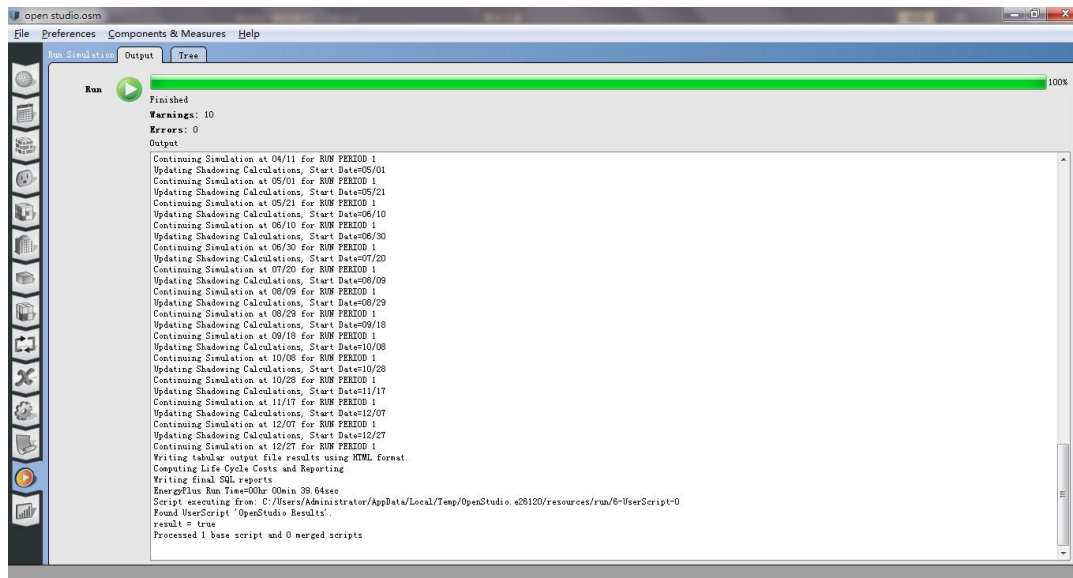 open studio.osm
File Preferences Components & Measures Help
Run Simulation Output Tree
Run 100%
Finished
Warnings: 10
Errors: 0
Output
Continuing Simulation at 04/11 for RUN PERIOD 1
Updating Shadowing Calculations, Start Date=05/01
Continuing Simulation at 05/01 for RUN PERIOD 1
Updating Shadowing Calculations, Start Date=05/21
Continuing Simulation at 05/21 for RUN PERIOD 1
Updating Shadowing Calculations, Start Date=06/10
Continuing Simulation at 06/10 for RUN PERIOD 1
Updating Shadowing Calculations, Start Date=06/30
Continuing Simulation at 06/30 for RUN PERIOD 1
Updating Shadowing Calculations, Start Date=07/20
Continuing Simulation at 07/20 for RUN PERIOD 1
Updating Shadowing Calculations, Start Date=08/09
Continuing Simulation at 08/09 for RUN PERIOD 1
Updating Shadowing Calculations, Start Date=08/29
Continuing Simulation at 08/29 for RUN PERIOD 1
Updating Shadowing Calculations, Start Date=09/18
Continuing Simulation at 09/18 for RUN PERIOD 1
Updating Shadowing Calculations, Start Date=10/08
Continuing Simulation at 10/08 for RUN PERIOD 1
Updating Shadowing Calculations, Start Date=10/28
Continuing Simulation at 10/28 for RUN PERIOD 1
Updating Shadowing Calculations, Start Date=11/17
Continuing Simulation at 11/17 for RUN PERIOD 1
Updating Shadowing Calculations, Start Date=12/07
Continuing Simulation at 12/07 for RUN PERIOD 1
Updating Shadowing Calculations, Start Date=12/27
Continuing Simulation at 12/27 for RUN PERIOD 1
Writing tabular output file results using HTML format.
Computing Life Cycle Costs and Reporting
Writing final SQL reports
EnergyPlus Run Time=00hr 00min 39.64sec
Script executing from: C:/Users/Administrator/AppData/Local/Temp/OpenStudio.e26120/resources/run/6-UserScript-0
Found UserScript 'OpenStudio Results'.
result = true
Processed 1 base script and 0 merged scripts